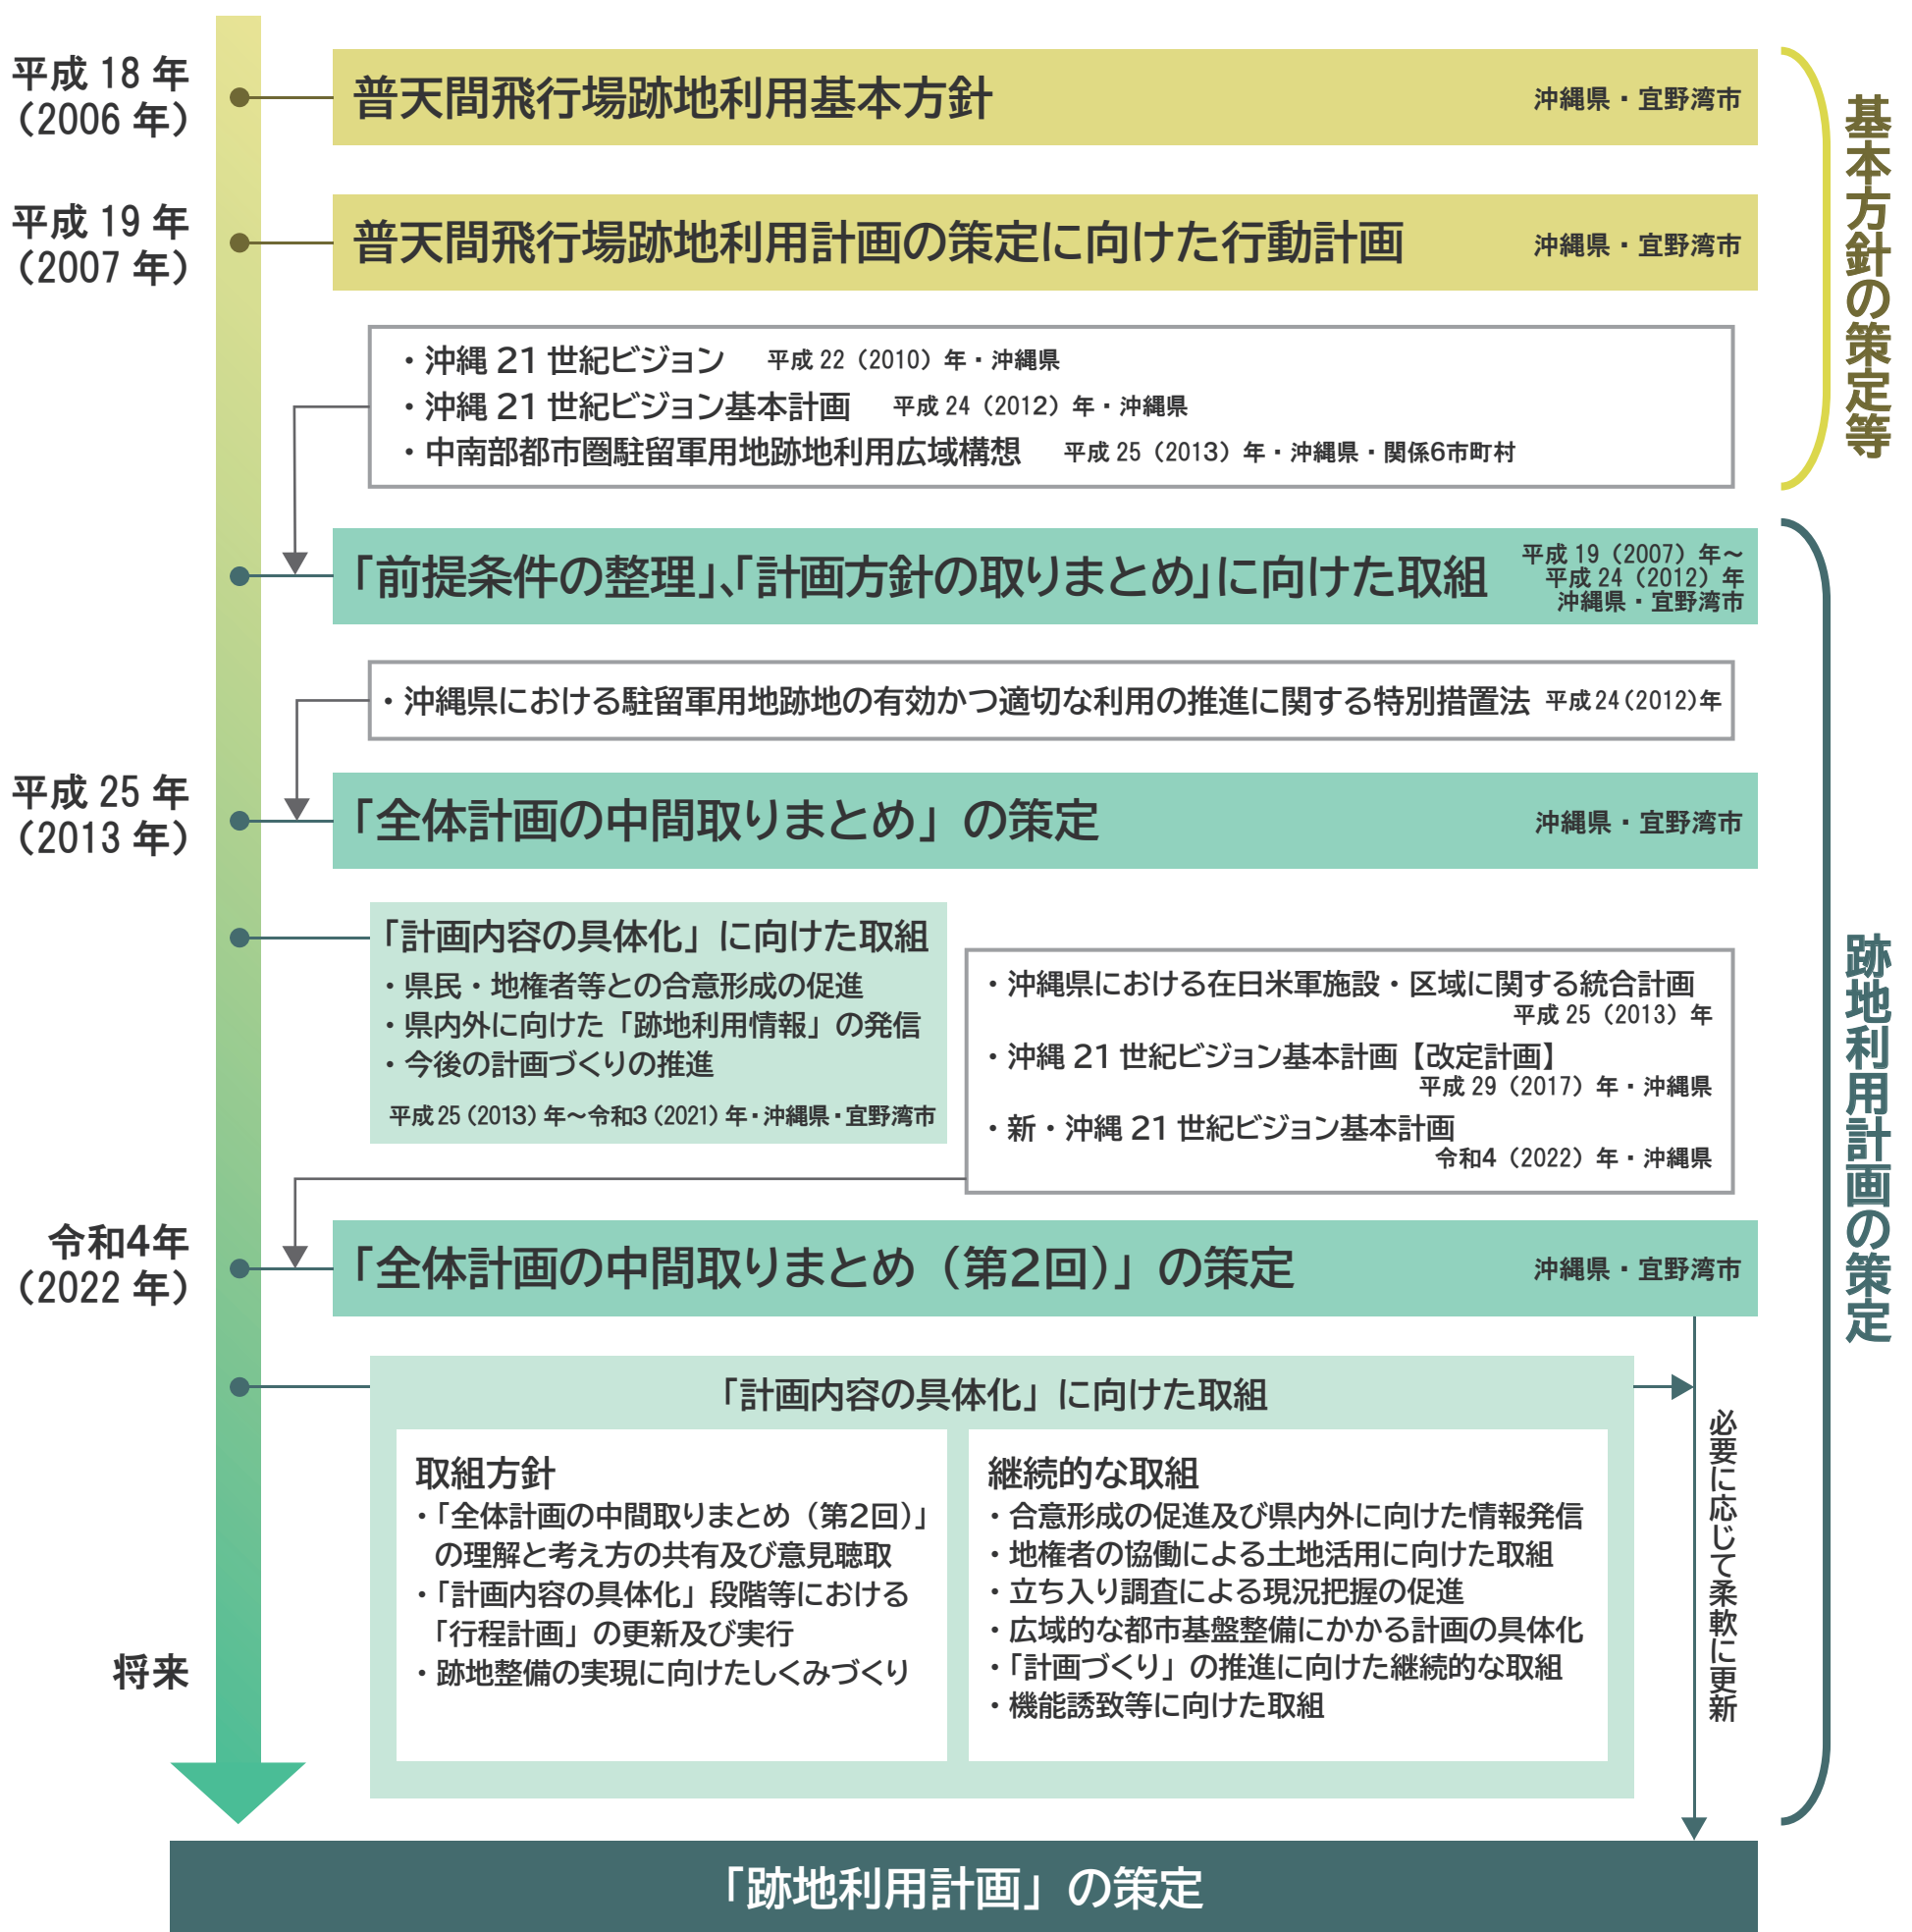 平成 18 年
（2006 年）
普天間飛行場跡地利用基本方針
沖縄県・宜野湾市
平成 19 年
（2007 年）
普天間飛行場跡地利用計画の策定に向けた行動計画
沖縄県・宜野湾市
・沖縄 21 世紀ビジョン 平成 22（2010）年・沖縄県
・沖縄 21 世紀ビジョン基本計画 平成 24（2012）年・沖縄県
・中南部都市圏駐留軍用地跡地利用広域構想 平成 25（2013）年・沖縄県・関係6市町村
基本方針の策定等
「前提条件の整理」、「計画方針の取りまとめ」に向けた取組
平成 19（2007）年～
平成 24（2012）年
沖縄県・宜野湾市
・沖縄県における駐留軍用地跡地の有効かつ適切な利用の推進に関する特別措置法 平成24（2012）年
平成 25 年
（2013 年）
「全体計画の中間取りまとめ」の策定
沖縄県・宜野湾市
「計画内容の具体化」に向けた取組
・県民・地権者等との合意形成の促進
・県内外に向けた「跡地利用情報」の発信
・今後の計画づくりの推進
平成25（2013）年～令和3（2021）年・沖縄県・宜野湾市
・沖縄県における在日米軍施設・区域に関する統合計画
平成 25（2013）年
・沖縄 21 世紀ビジョン基本計画【改定計画】
平成 29（2017）年・沖縄県
・新・沖縄 21 世紀ビジョン基本計画
令和4（2022）年・沖縄県
令和4年
（2022 年）
「全体計画の中間取りまとめ（第2回）」の策定
沖縄県・宜野湾市
跡地利用計画の策定
「計画内容の具体化」に向けた取組
取組方針
・「全体計画の中間取りまとめ（第2回）」
の理解と考え方の共有及び意見聴取
・「計画内容の具体化」段階等における
「行程計画」の更新及び実行
・跡地整備の実現に向けたしくみづくり
継続的な取組
・合意形成の促進及び県内外に向けた情報発信
・地権者の協働による土地活用に向けた取組
・立ち入り調査による現況把握の促進
・広域的な都市基盤整備にかかる計画の具体化
・「計画づくり」の推進に向けた継続的な取組
・機能誘致等に向けた取組
必要に応じて柔軟に更新
将来
「跡地利用計画」の策定